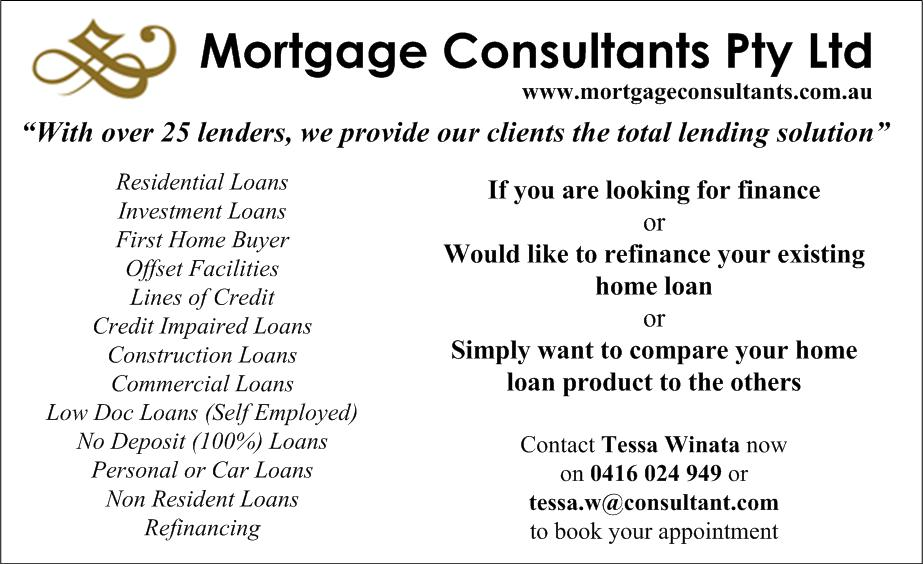 Mortgage Consultants Pty Ltd
www.mortgageconsultants.com.au
“With over 25 lenders, we provide our clients the total lending solution”
Residential Loans
Investment Loans
First Home Buyer
Offset Facilities
Lines of Credit
Credit Impaired Loans
Construction Loans
Commercial Loans
Low Doc Loans (Self Employed)
No Deposit (100%) Loans
Personal or Car Loans
Non Resident Loans
Refinancing
If you are looking for finance
or
Would like to refinance your existing
home loan
or
Simply want to compare your home
loan product to the others
Contact Tessa Winata now
on 0416 024 949 or
tessa.w@consultant.com
to book your appointment